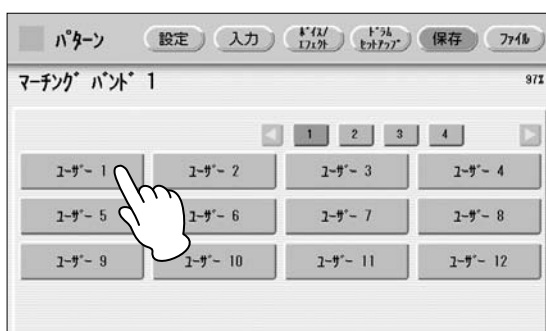 パターン 設定 入力 ボイス/エフェクト ドラムセットアップ 保存 ファイル
マーチング バンド 1 97%
1 2 3 4
ユーザー 1 ユーザー 2 ユーザー 3 ユーザー 4
ユーザー 5 ユーザー 6 ユーザー 7 ユーザー 8
ユーザー 9 ユーザー 10 ユーザー 11 ユーザー 12